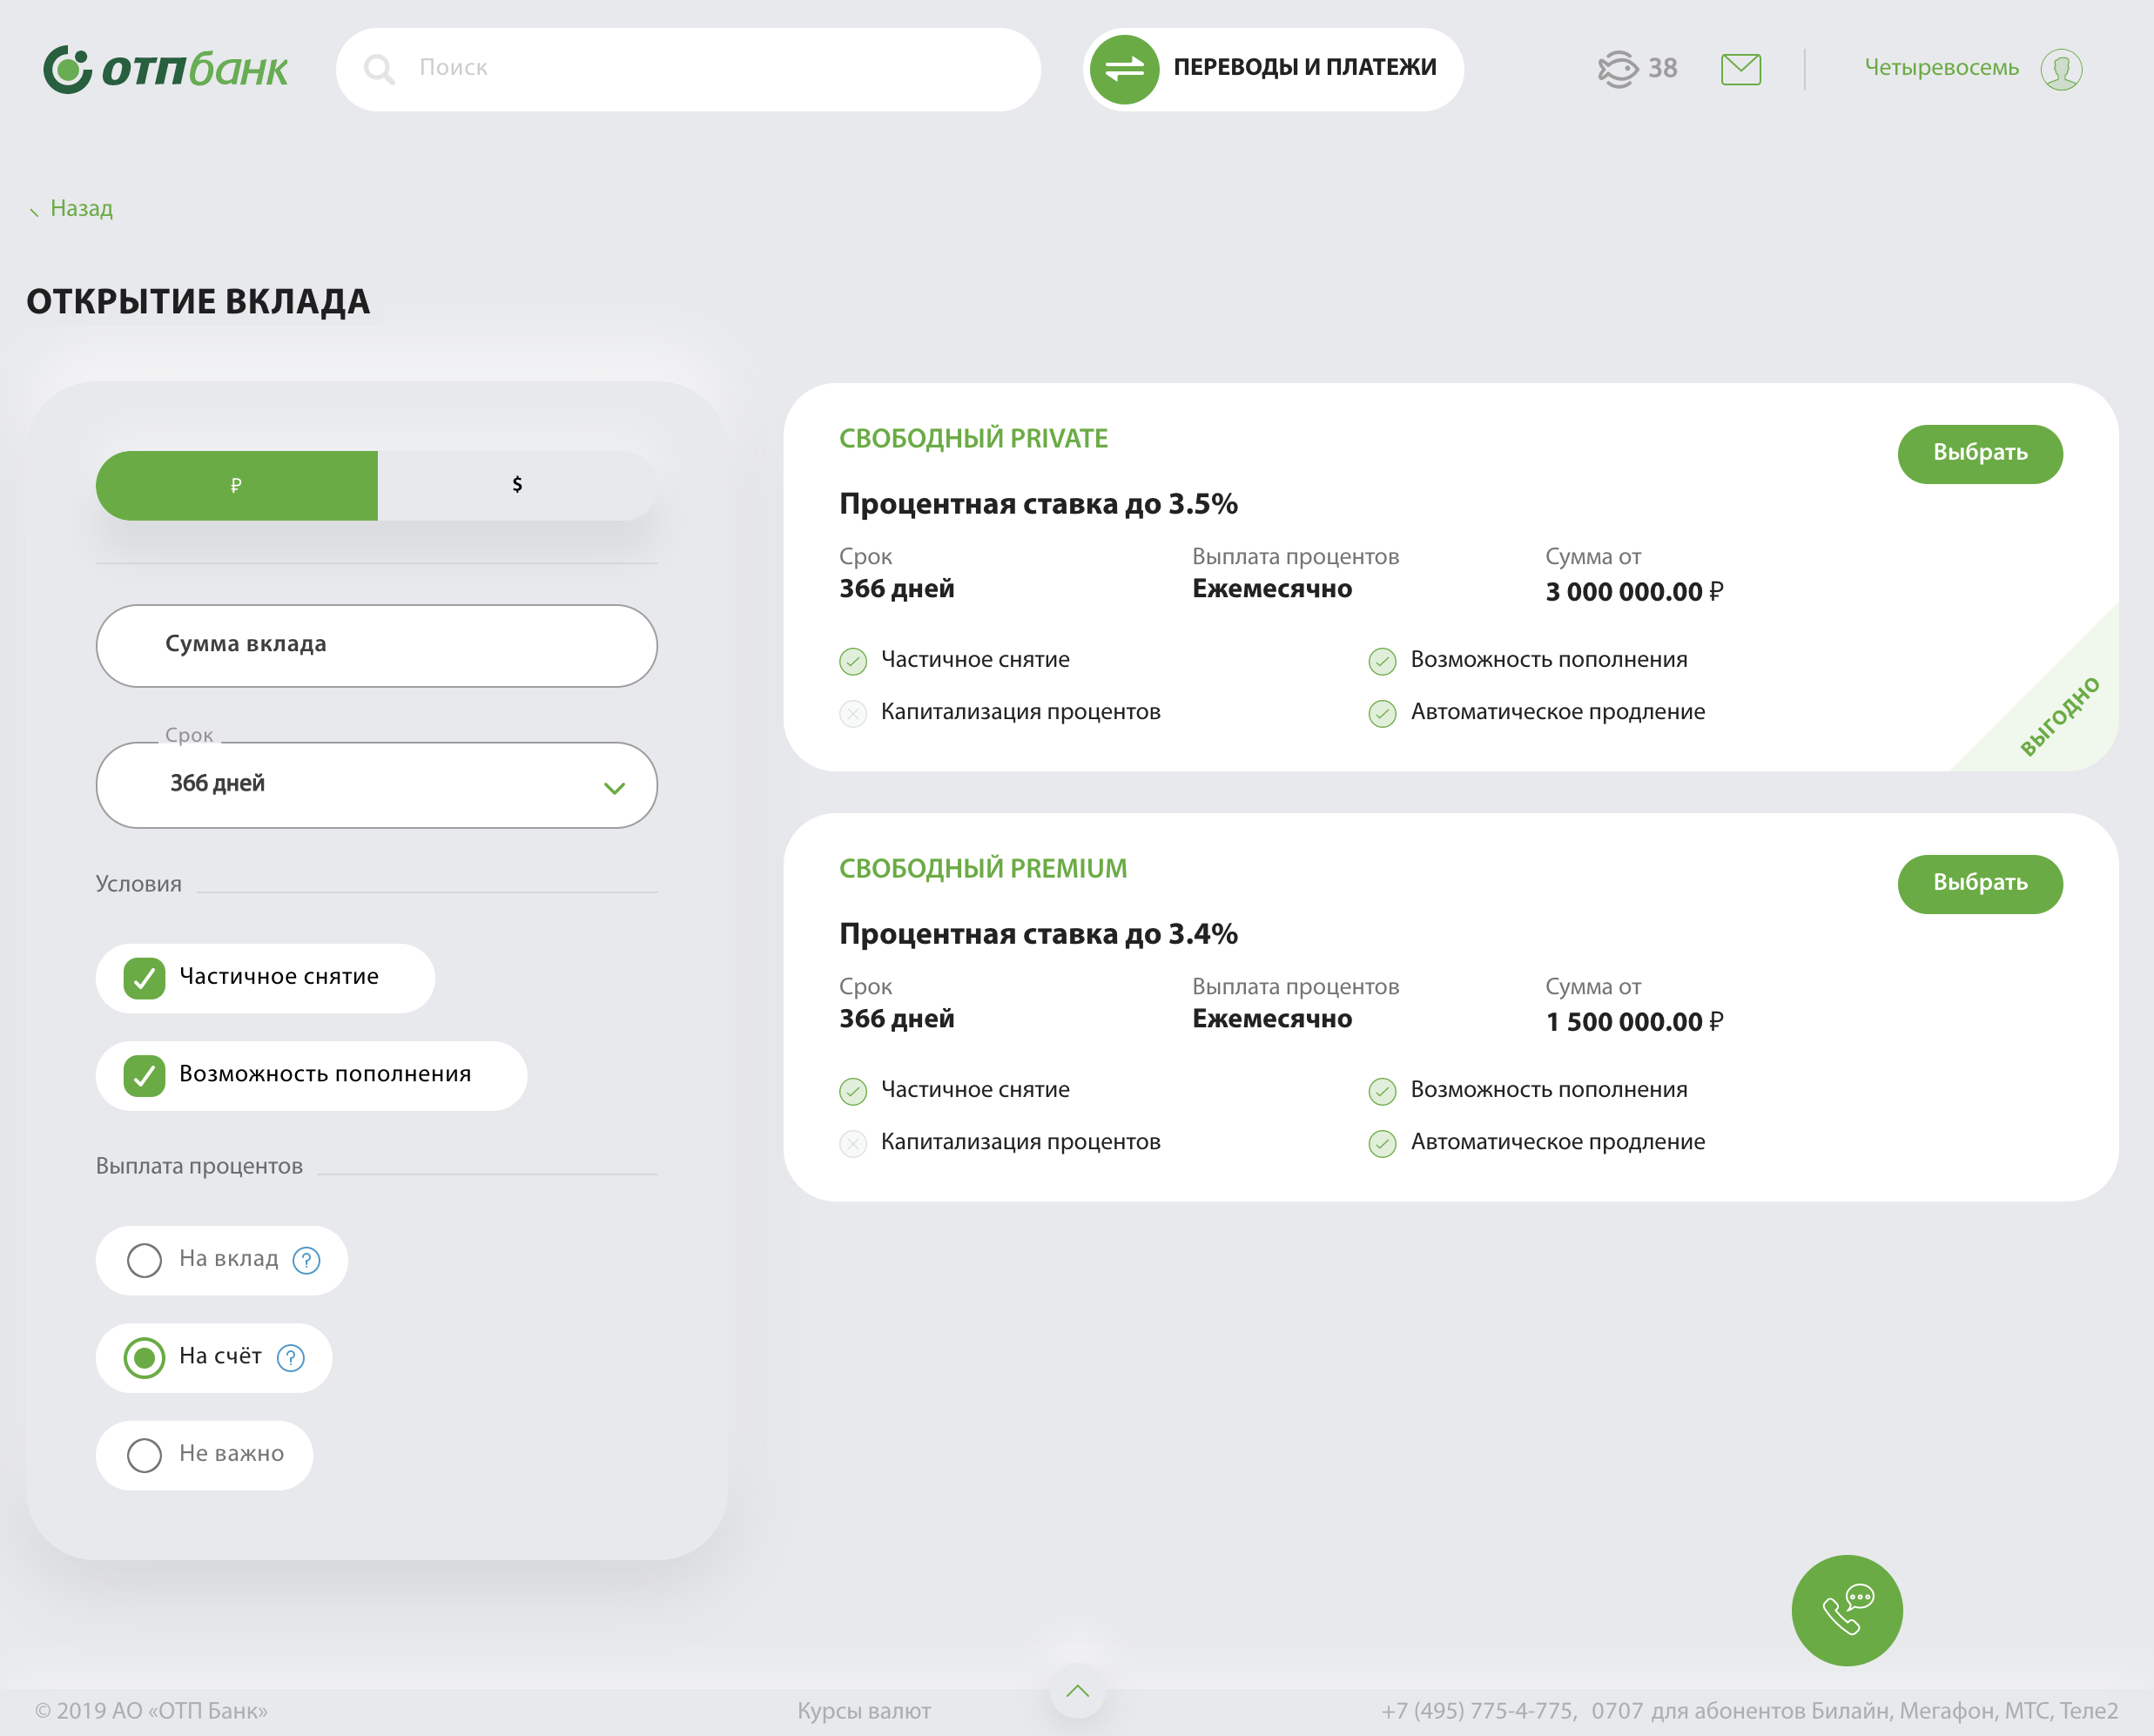 отпбанк
Поиск
ПЕРЕВОДЫ И ПЛАТЕЖИ
38
Четыревосемь
Назад
ОТКРЫТИЕ ВКЛАДА
₽
$
Сумма вклада
Срок
366 дней
Условия
Частичное снятие
Возможность пополнения
Выплата процентов
На вклад ?
На счёт ?
Не важно
СВОБОДНЫЙ PRIVATE
Выбрать
Процентная ставка до 3.5%
Срок
366 дней
Выплата процентов
Ежемесячно
Сумма от
3 000 000.00 ₽
Частичное снятие
Возможность пополнения
Капитализация процентов
Автоматическое продление
ВЫГОДНО
СВОБОДНЫЙ PREMIUM
Выбрать
Процентная ставка до 3.4%
Срок
366 дней
Выплата процентов
Ежемесячно
Сумма от
1 500 000.00 ₽
Частичное снятие
Возможность пополнения
Капитализация процентов
Автоматическое продление
© 2019 АО «ОТП Банк»
Курсы валют
+7 (495) 775-4-775, 0707 для абонентов Билайн, Мегафон, МТС, Теле2